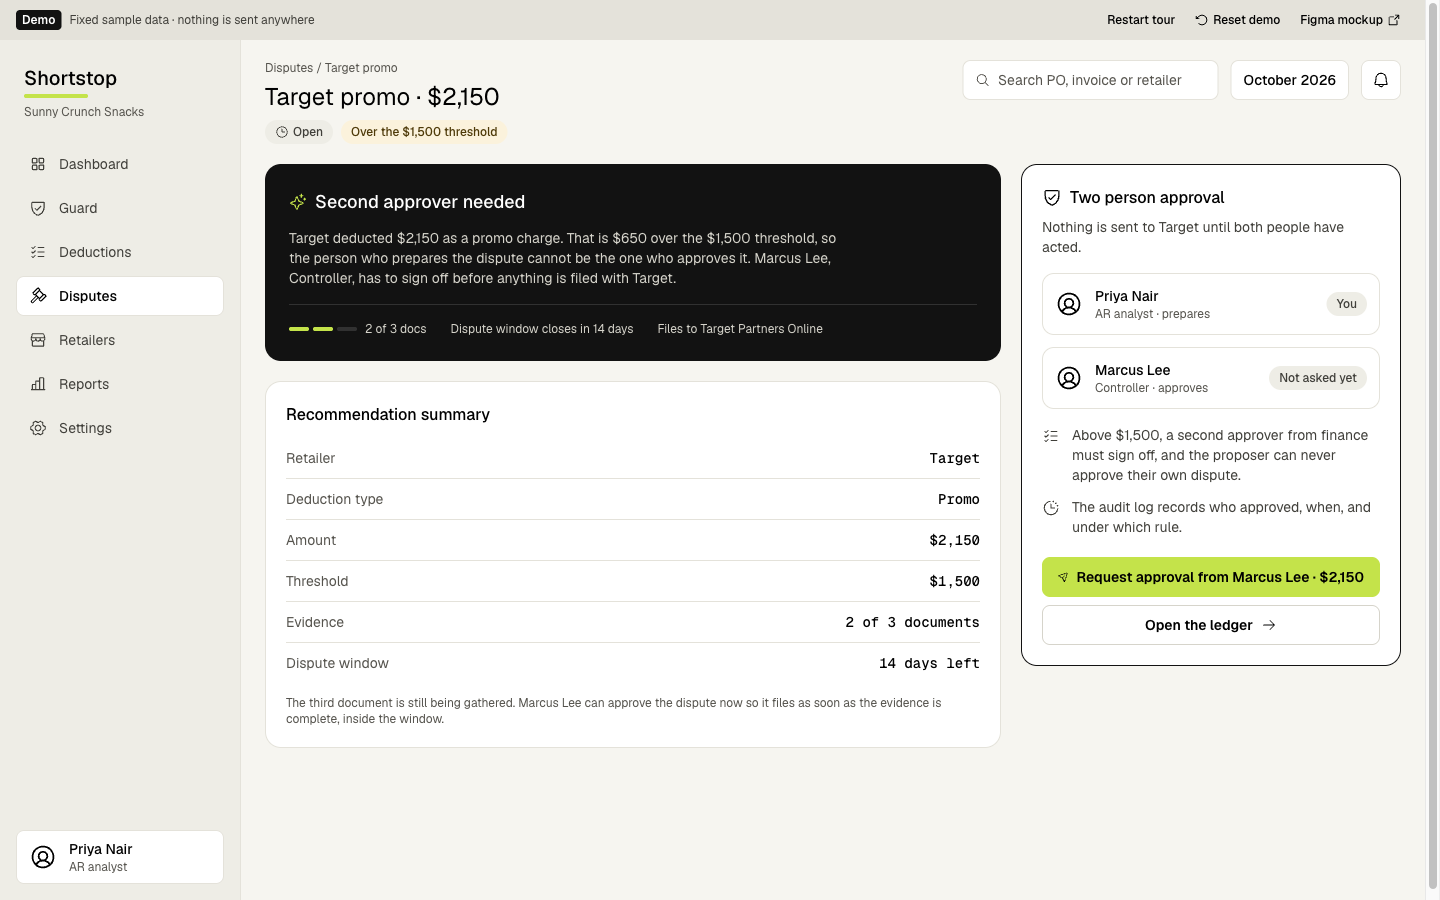 Demo
Fixed sample data · nothing is sent anywhere
Restart tour
Reset demo
Figma mockup
Shortstop
Sunny Crunch Snacks
Dashboard
Guard
Deductions
Disputes
Retailers
Reports
Settings
Priya Nair
AR analyst
Disputes / Target promo
Target promo · $2,150
Open
Over the $1,500 threshold
Search PO, invoice or retailer
October 2026
Second approver needed
Target deducted $2,150 as a promo charge. That is $650 over the $1,500 threshold, so
the person who prepares the dispute cannot be the one who approves it. Marcus Lee,
Controller, has to sign off before anything is filed with Target.
2 of 3 docs
Dispute window closes in 14 days
Files to Target Partners Online
Recommendation summary
Retailer
Target
Deduction type
Promo
Amount
$2,150
Threshold
$1,500
Evidence
2 of 3 documents
Dispute window
14 days left
The third document is still being gathered. Marcus Lee can approve the dispute now so it files as soon as the evidence is
complete, inside the window.
Two person approval
Nothing is sent to Target until both people have
acted.
Priya Nair
AR analyst · prepares
You
Marcus Lee
Controller · approves
Not asked yet
Above $1,500, a second approver from finance
must sign off, and the proposer can never
approve their own dispute.
The audit log records who approved, when, and
under which rule.
Request approval from Marcus Lee · $2,150
Open the ledger